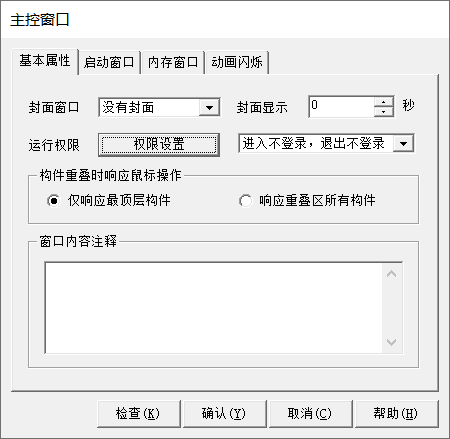 主控窗口
基本属性 启动窗口 内存窗口 动画闪烁
封面窗口 没有封面 封面显示 0 秒
运行权限 权限设置 进入不登录，退出不登录
构件重叠时响应鼠标操作
仅响应最顶层构件 响应重叠区所有构件
窗口内容注释
检查(K) 确认(Y) 取消(C) 帮助(H)